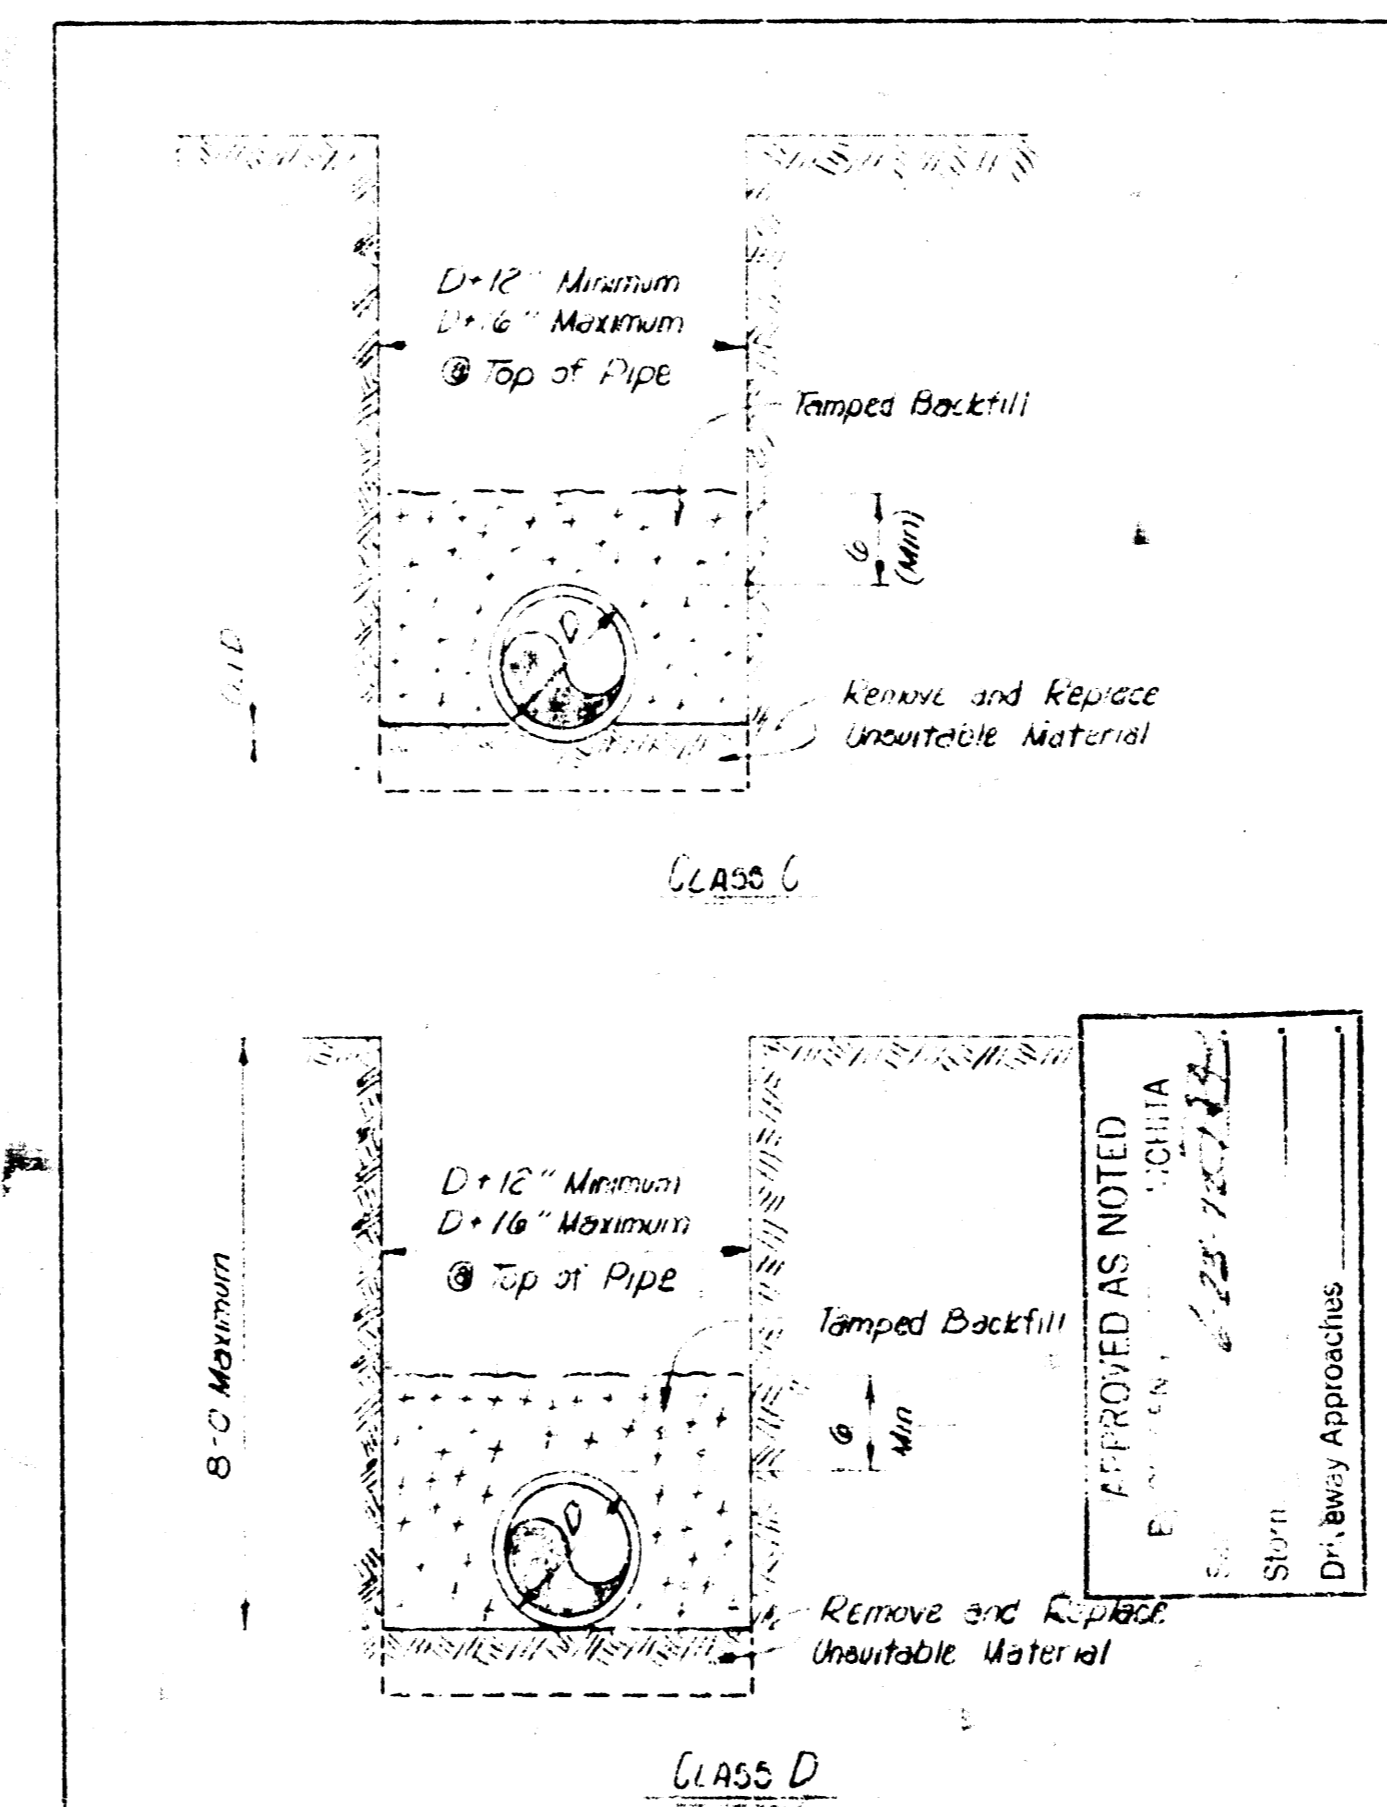 D+12" Minimum
D+16" Maximum
@ Top of Pipe
Tamped Backfill
6
(Min)
D
Remove and Replace
Unsuitable Material
CLASS C
8-0 Maximum
D+12" Minimum
D+16" Maximum
@ Top of Pipe
Tamped Backfill
6
Min
D
Remove and Replace
Unsuitable Material
CLASS D
APPROVED AS NOTED
Storm
Driveway Approaches